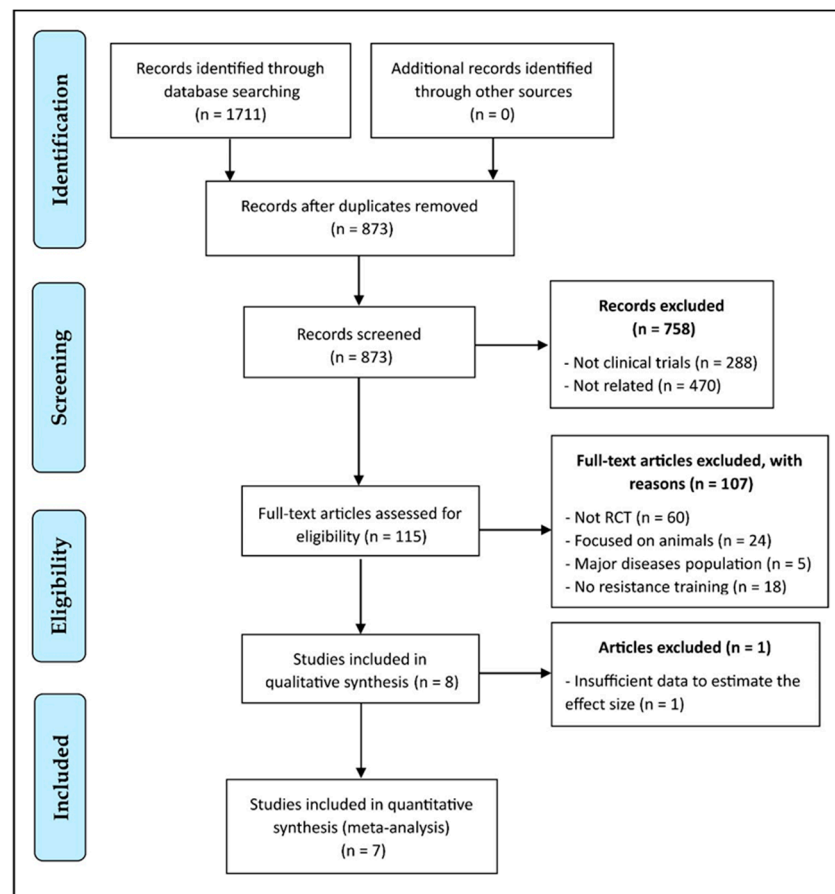 Identification
Records identified through
database searching
(n = 1711)
Additional records identified
through other sources
(n = 0)
Records after duplicates removed
(n = 873)
Screening
Records screened
(n = 873)
Records excluded
(n = 758)
- Not clinical trials (n = 288)
- Not related (n = 470)
Eligibility
Full-text articles assessed for
eligibility (n = 115)
Full-text articles excluded, with
reasons (n = 107)
- Not RCT (n = 60)
- Focused on animals (n = 24)
- Major diseases population (n = 5)
- No resistance training (n = 18)
Studies included in
qualitative synthesis (n = 8)
Articles excluded (n = 1)
- Insufficient data to estimate the
effect size (n = 1)
Included
Studies included in quantitative
synthesis (meta-analysis)
n = 7)